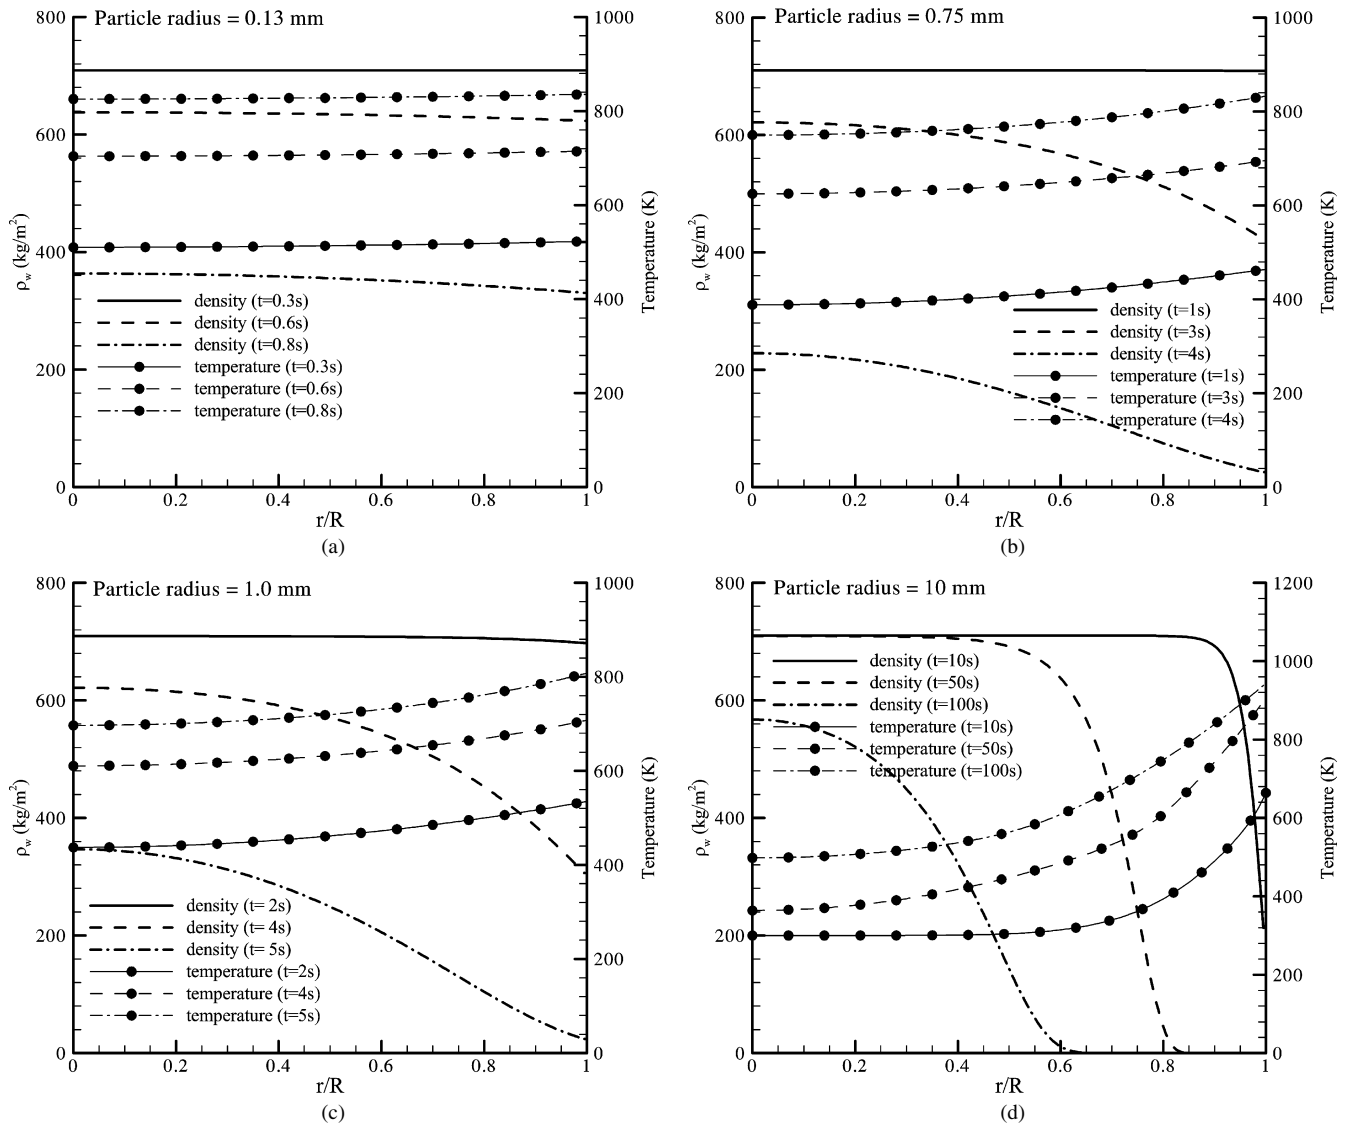 Particle radius = 0.13 mm
800
600
400
200
0
ρw (kg/m²)
1000
800
600
400
200
0
Temperature (K)
density (t=0.3s)
density (t=0.6s)
density (t=0.8s)
temperature (t=0.3s)
temperature (t=0.6s)
temperature (t=0.8s)
0 0.2 0.4 0.6 0.8 1
r/R
(a)
Particle radius = 0.75 mm
800
600
400
200
0
ρw (kg/m²)
1000
800
600
400
200
0
Temperature (K)
density (t=1s)
density (t=3s)
density (t=4s)
temperature (t=1s)
temperature (t=3s)
temperature (t=4s)
0 0.2 0.4 0.6 0.8 1
r/R
(b)
Particle radius = 1.0 mm
800
600
400
200
0
ρw (kg/m²)
1000
800
600
400
200
0
Temperature (K)
density (t= 2s)
density (t= 4s)
density (t= 5s)
temperature (t=2s)
temperature (t=4s)
temperature (t=5s)
0 0.2 0.4 0.6 0.8 1
r/R
(c)
Particle radius = 10 mm
800
600
400
200
0
ρw (kg/m²)
1200
1000
800
600
400
200
0
Temperature (K)
density (t=10s)
density (t=50s)
density (t=100s)
temperature (t=10s)
temperature (t=50s)
temperature (t=100s)
0 0.2 0.4 0.6 0.8 1
r/R
(d)